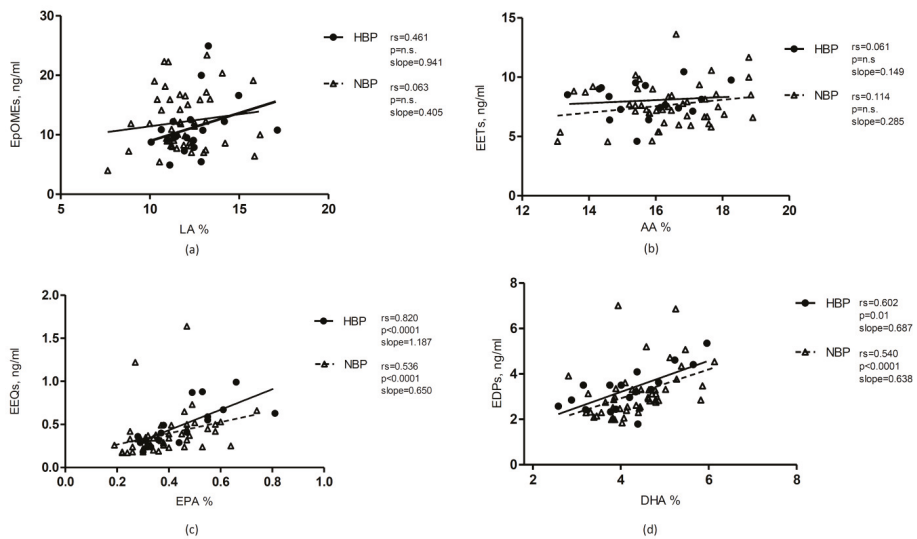 (a)
EpOMEs, ng/ml
30
20
10
0
5
10
15
20
LA %
HBP
rs=0.461
p=n.s.
slope=0.941
NBP
rs=0.063
p=n.s.
slope=0.405
EETs, ng/ml
15
10
5
0
12
14
16
18
20
AA %
(b)
HBP
rs=0.061
p=n.s
slope=0.149
NBP
rs=0.114
p=n.s.
slope=0.285
EEQs, ng/ml
2.0
1.5
1.0
0.5
0.0
0.0
0.2
0.4
0.6
0.8
1.0
EPA %
(c)
HBP
rs=0.820
p<0.0001
slope=1.187
NBP
rs=0.536
p<0.0001
slope=0.650
EDPs, ng/ml
8
6
4
2
0
2
4
6
8
DHA %
(d)
HBP
rs=0.602
p=0.01
slope=0.687
NBP
rs=0.540
p<0.0001
slope=0.638